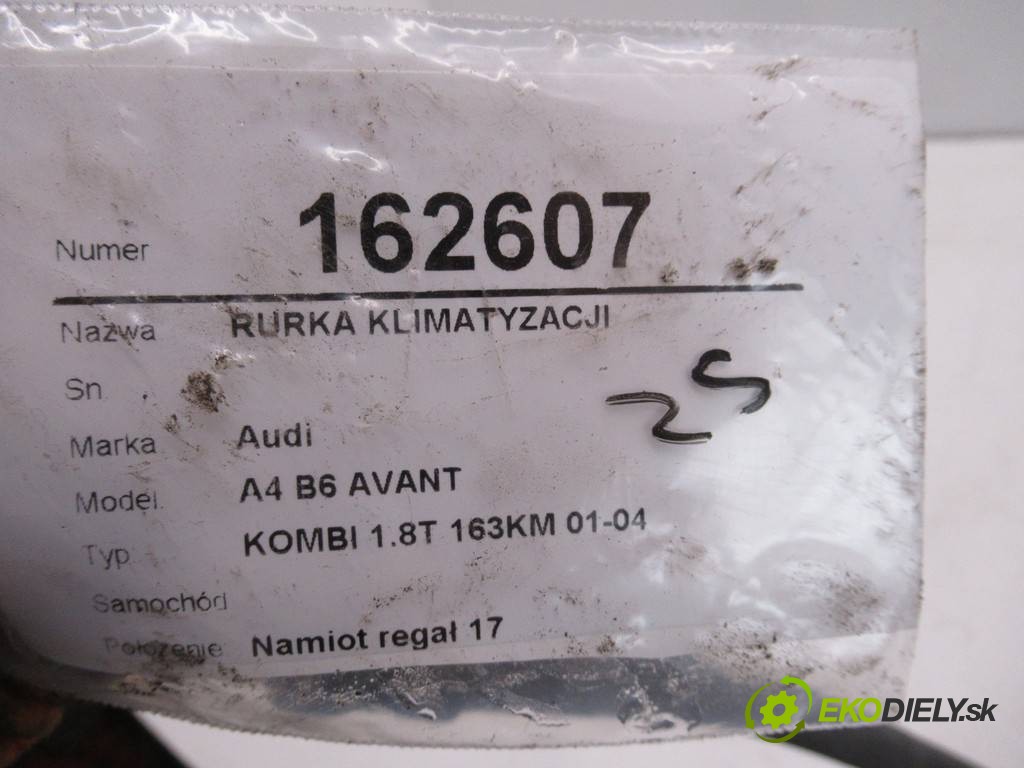 Numer 162607
Nazwa RURKA KLIMATYZACJI
Sn
25
Marka Audi
Model. A4 B6 AVANT
Typ KOMBI 1.8T 163KM 01-04
Samochód
Położenie Namiot regał 17
EKODIELY.sk